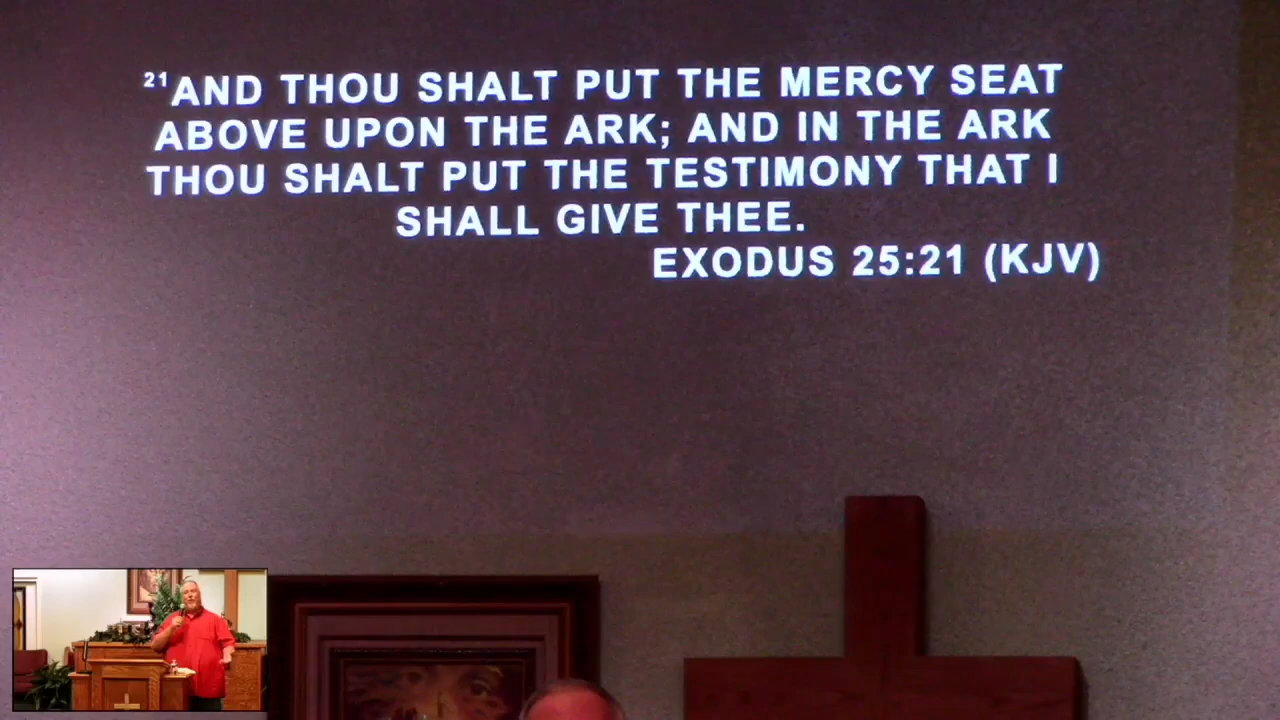 21AND THOU SHALT PUT THE MERCY SEAT
ABOVE UPON THE ARK; AND IN THE ARK
THOU SHALT PUT THE TESTIMONY THAT I
SHALL GIVE THEE.
EXODUS 25:21 (KJV)